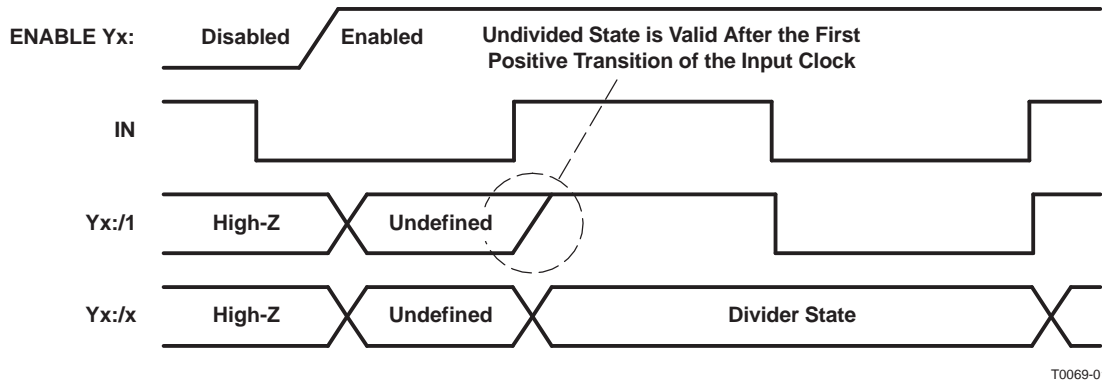 ENABLE Yx: Disabled Enabled Undivided State is Valid After the First
Positive Transition of the Input Clock
IN
Yx:/1 High-Z Undefined
Yx:/x High-Z Undefined Divider State
T0069-0